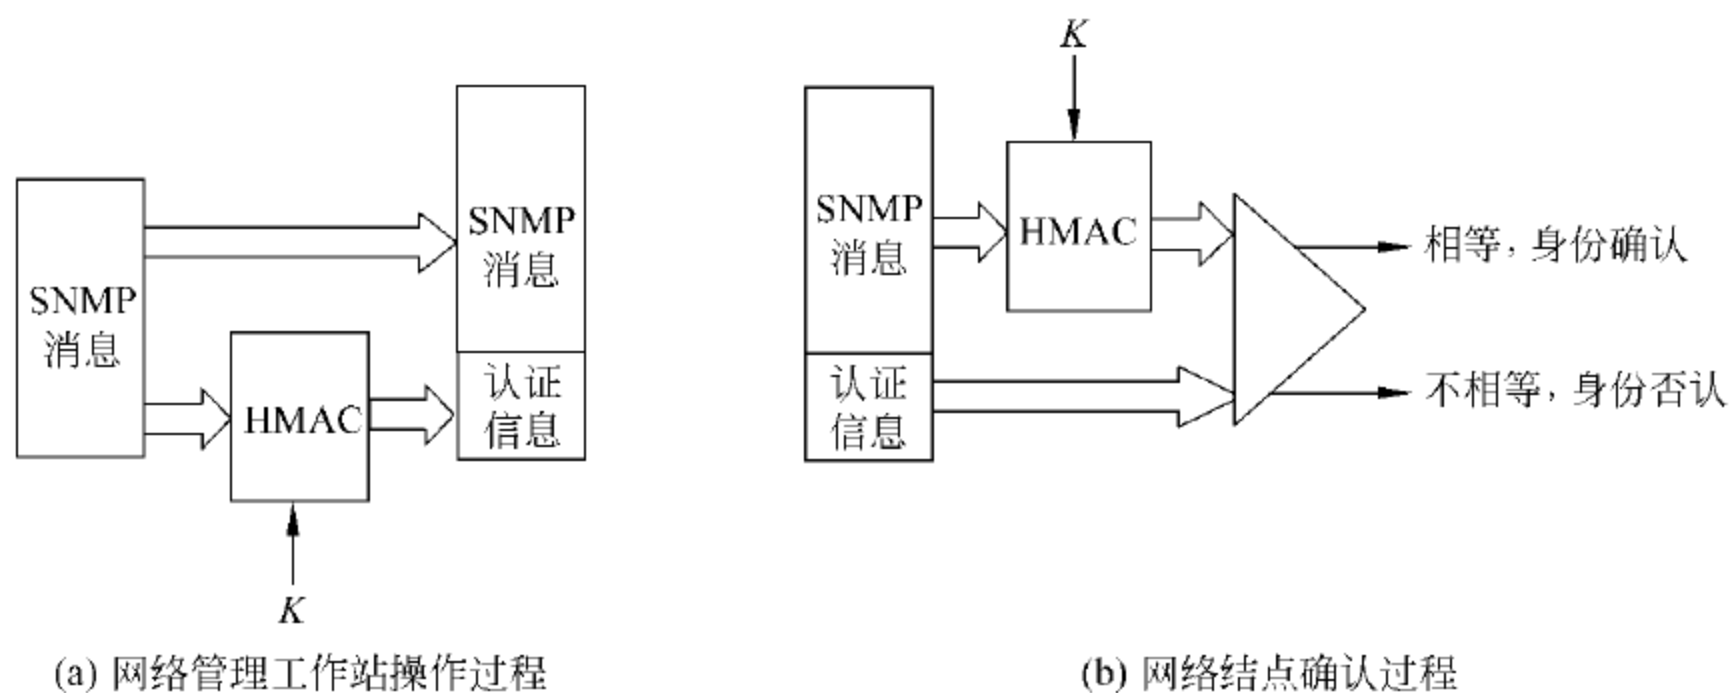 SNMP
消息
HMAC
K
SNMP
消息
认证
信息
(a) 网络管理工作站操作过程
K
SNMP
消息
HMAC
认证
信息
相等，身份确认
不相等，身份否认
(b) 网络结点确认过程